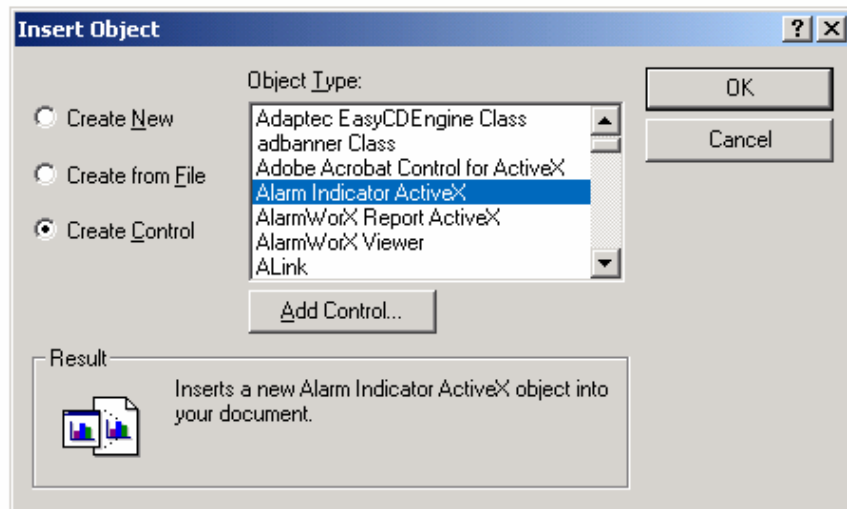 Insert Object
Object Type:
Create New
Create from File
Create Control
Adaptec EasyCDEngine Class
adbanner Class
Adobe Acrobat Control for ActiveX
Alarm Indicator ActiveX
AlarmWorX Report ActiveX
AlarmWorX Viewer
ALink
Add Control...
OK
Cancel
Result
Inserts a new Alarm Indicator ActiveX object into
your document.